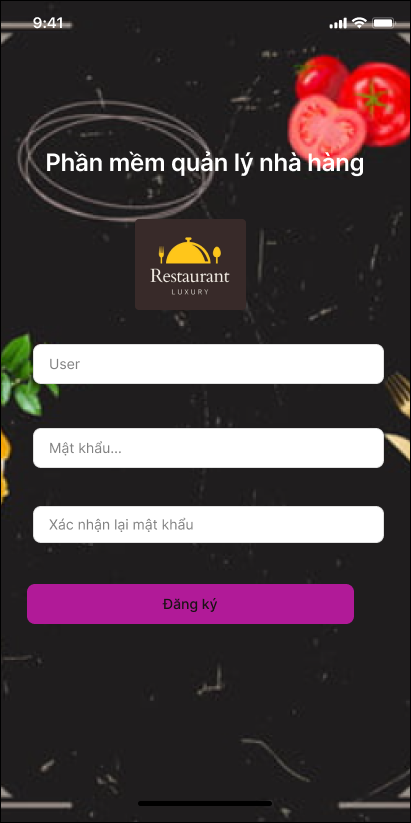 9:41
Phần mềm quản lý nhà hàng
Restaurant
LUXURY
User
Mật khẩu...
Xác nhận lại mật khẩu
Đăng ký